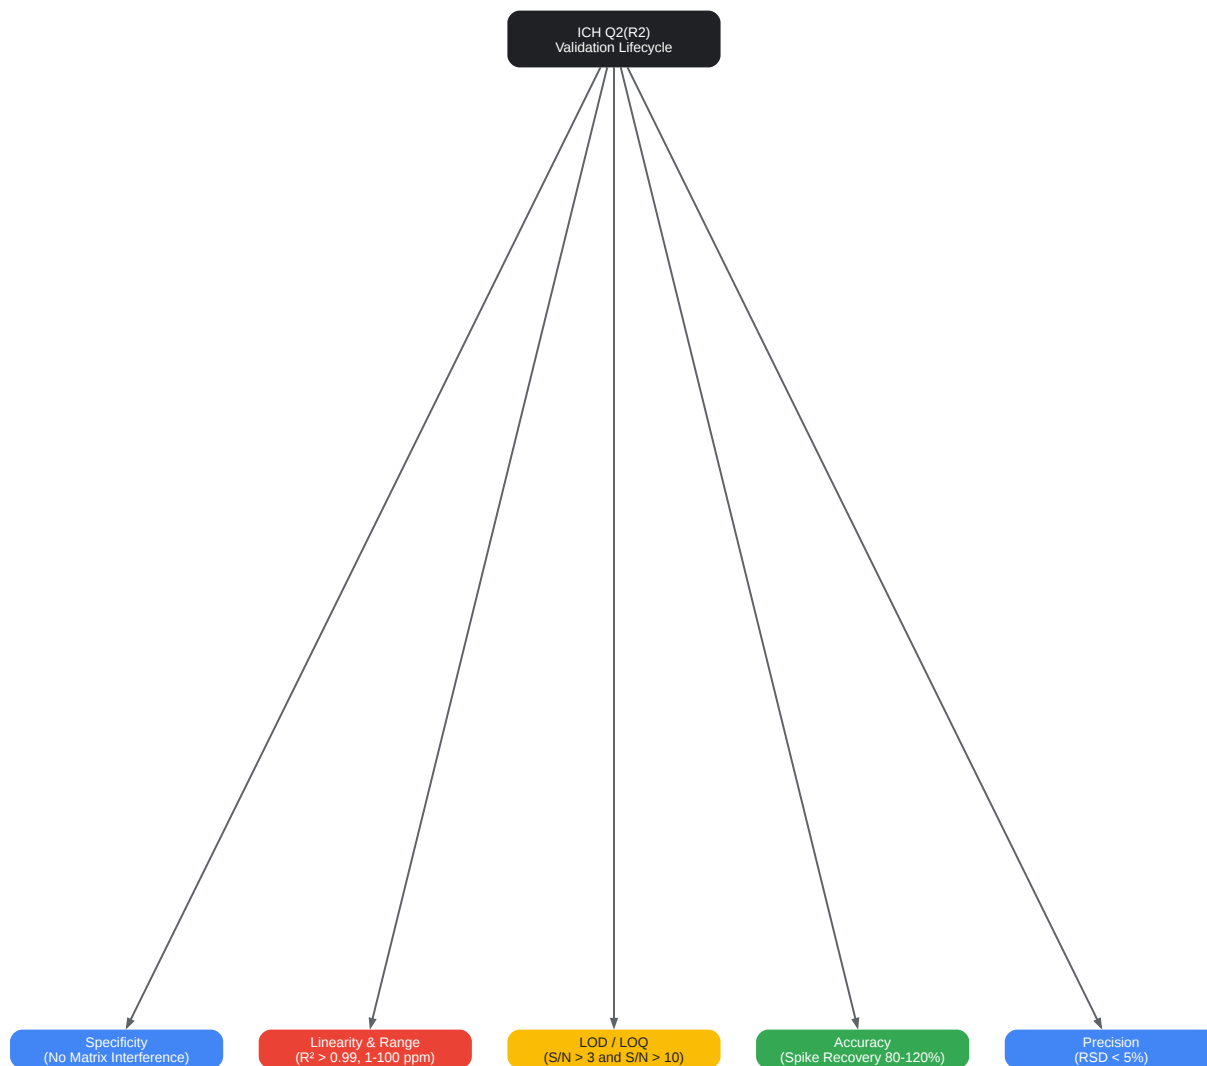 ICH Q2(R2)
Validation Lifecycle
Specificity
(No Matrix Interference)
Linearity & Range
(R² > 0.99, 1-100 ppm)
LOD / LOQ
(S/N > 3 and S/N > 10)
Accuracy
(Spike Recovery 80-120%)
Precision
(RSD < 5%)